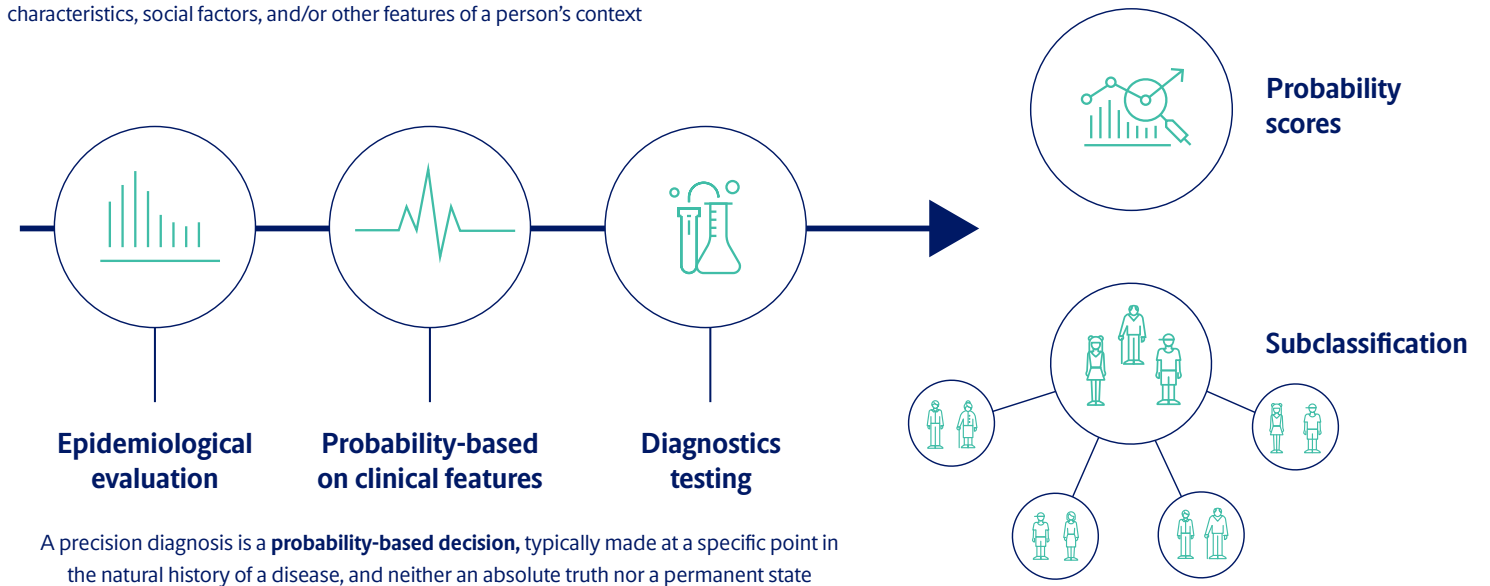 characteristics, social factors, and/or other features of a person’s context
Probability
scores
Subclassification
Epidemiological
evaluation
Probability-based
on clinical features
Diagnostics
testing
A precision diagnosis is a probability-based decision, typically made at a specific point in
the natural history of a disease, and neither an absolute truth nor a permanent state